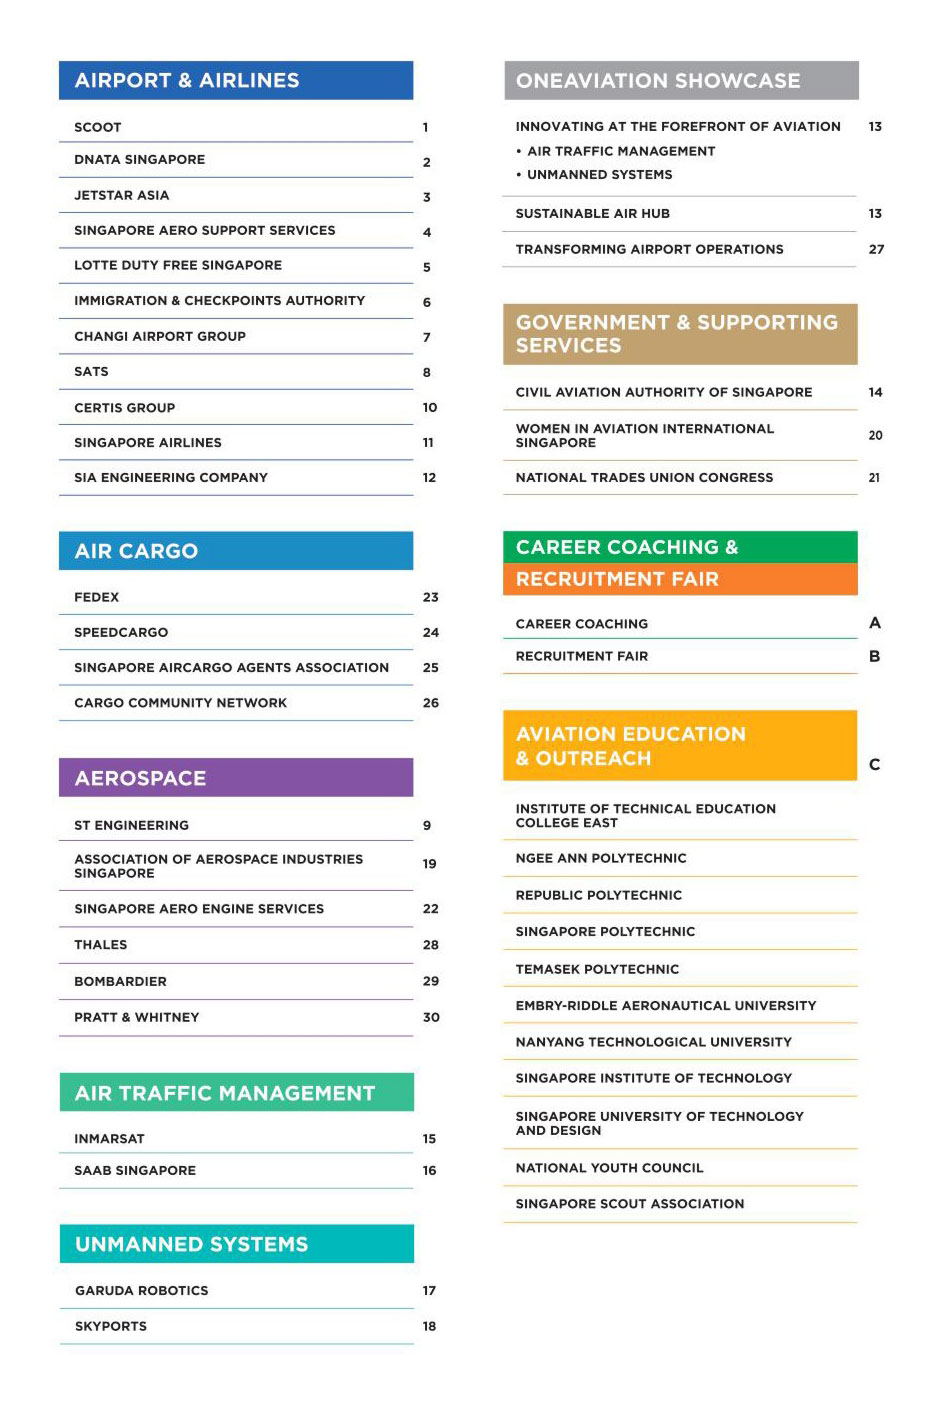 AIRPORT & AIRLINES
SCOOT 1
DNATA SINGAPORE 2
JETSTAR ASIA 3
SINGAPORE AERO SUPPORT SERVICES 4
LOTTE DUTY FREE SINGAPORE 5
IMMIGRATION & CHECKPOINTS AUTHORITY 6
CHANGI AIRPORT GROUP 7
SATS 8
CERTIS GROUP 10
SINGAPORE AIRLINES 11
SIA ENGINEERING COMPANY 12
AIR CARGO
FEDEX 23
SPEEDCARGO 24
SINGAPORE AIRCARGO AGENTS ASSOCIATION 25
CARGO COMMUNITY NETWORK 26
AEROSPACE
ST ENGINEERING 9
ASSOCIATION OF AEROSPACE INDUSTRIES
SINGAPORE 19
SINGAPORE AERO ENGINE SERVICES 22
THALES 28
BOMBARDIER 29
PRATT & WHITNEY 30
AIR TRAFFIC MANAGEMENT
INMARSAT 15
SAAB SINGAPORE 16
UNMANNED SYSTEMS
GARUDA ROBOTICS 17
SKYPORTS 18
ONEAVIATION SHOWCASE
INNOVATING AT THE FOREFRONT OF AVIATION 13
• AIR TRAFFIC MANAGEMENT
• UNMANNED SYSTEMS
SUSTAINABLE AIR HUB 13
TRANSFORMING AIRPORT OPERATIONS 27
GOVERNMENT & SUPPORTING
SERVICES
CIVIL AVIATION AUTHORITY OF SINGAPORE 14
WOMEN IN AVIATION INTERNATIONAL
SINGAPORE 20
NATIONAL TRADES UNION CONGRESS 21
CAREER COACHING &
RECRUITMENT FAIR
CAREER COACHING A
RECRUITMENT FAIR B
AVIATION EDUCATION
& OUTREACH C
INSTITUTE OF TECHNICAL EDUCATION
COLLEGE EAST
NGEE ANN POLYTECHNIC
REPUBLIC POLYTECHNIC
SINGAPORE POLYTECHNIC
TEMASEK POLYTECHNIC
EMBRY-RIDDLE AERONAUTICAL UNIVERSITY
NANYANG TECHNOLOGICAL UNIVERSITY
SINGAPORE INSTITUTE OF TECHNOLOGY
SINGAPORE UNIVERSITY OF TECHNOLOGY
AND DESIGN
NATIONAL YOUTH COUNCIL
SINGAPORE SCOUT ASSOCIATION